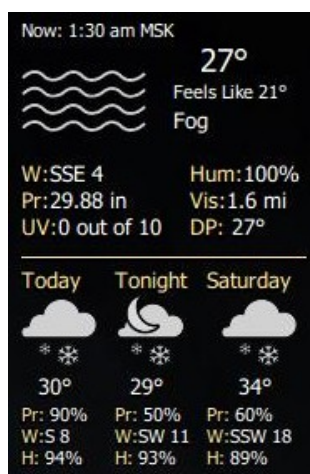 Now: 1:30 am MSK
27°
Feels Like 21°
Fog
W:SSE 4 Hum:100%
Pr:29.88 in Vis:1.6 mi
UV:0 out of 10 DP: 27°
Today Tonight Saturday
30° 29° 34°
Pr: 90% Pr: 50% Pr: 60%
W:S 8 W:SW 11 W:SSW 18
H: 94% H: 93% H: 89%